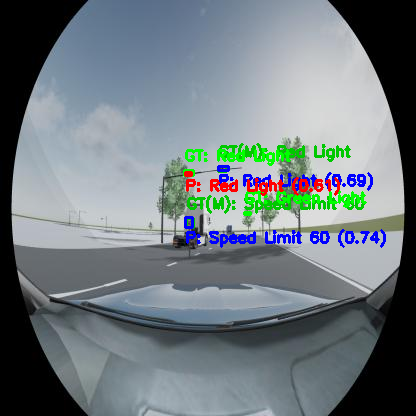 GT(M): Red Light
GT: Red Light
P: Red Light (0.69)
P: Red Light (0.61)
GT(M): Speed Limit 60
P: Speed Limit 60 (0.74)